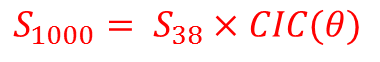 S₁₀₀₀ = S₃₈ × CIC(θ)